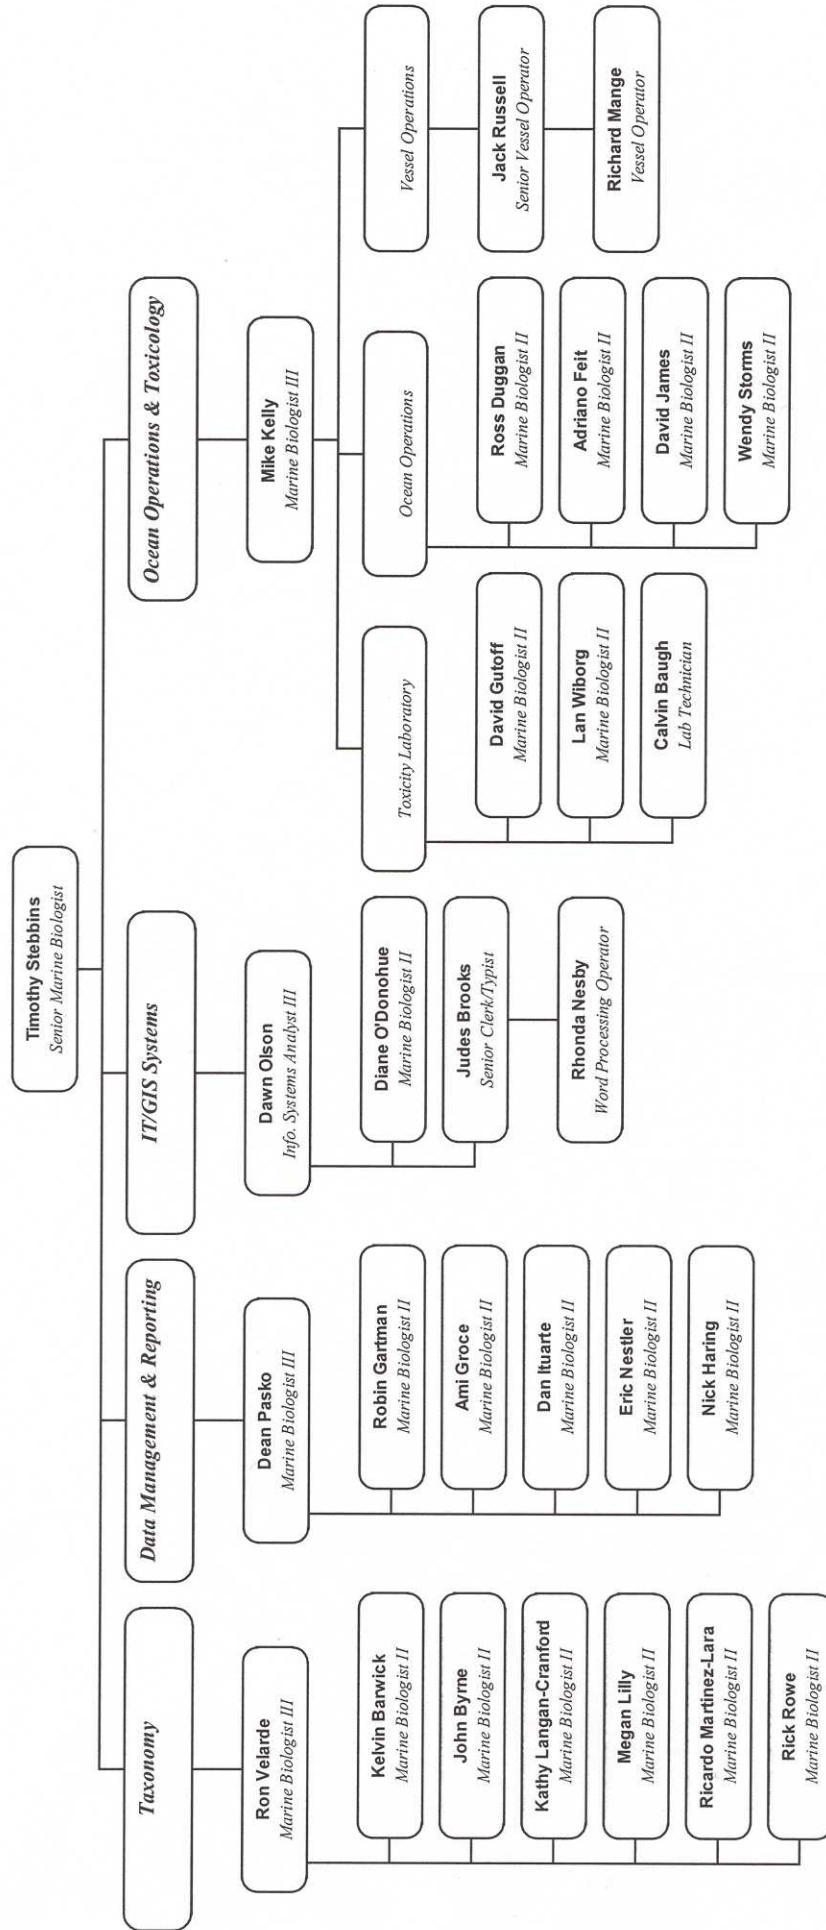 Timothy Stebbins
Senior Marine Biologist
Taxonomy
Ron Velarde
Marine Biologist III
Kelvin Barwick
Marine Biologist II
John Byrne
Marine Biologist II
Kathy Langan-Cranford
Marine Biologist II
Megan Lilly
Marine Biologist II
Ricardo Martinez-Lara
Marine Biologist II
Rick Rowe
Marine Biologist II
Data Management & Reporting
Dean Pasko
Marine Biologist III
Robin Gartman
Marine Biologist II
Ami Groce
Marine Biologist II
Dan Ituarte
Marine Biologist II
Eric Nestler
Marine Biologist II
Nick Haring
Marine Biologist II
IT/GIS Systems
Dawn Olson
Info. Systems Analyst III
Diane O'Donohue
Marine Biologist II
Judes Brooks
Senior Clerk/Typist
Rhonda Nesby
Word Processing Operator
Ocean Operations & Toxicology
Mike Kelly
Marine Biologist III
Toxicity Laboratory
David Gutoff
Marine Biologist II
Lan Wiborg
Marine Biologist II
Calvin Baugh
Lab Technician
Ocean Operations
Ross Duggan
Marine Biologist II
Adriano Feit
Marine Biologist II
David James
Marine Biologist II
Wendy Storms
Marine Biologist II
Vessel Operations
Jack Russell
Senior Vessel Operator
Richard Mange
Vessel Operator